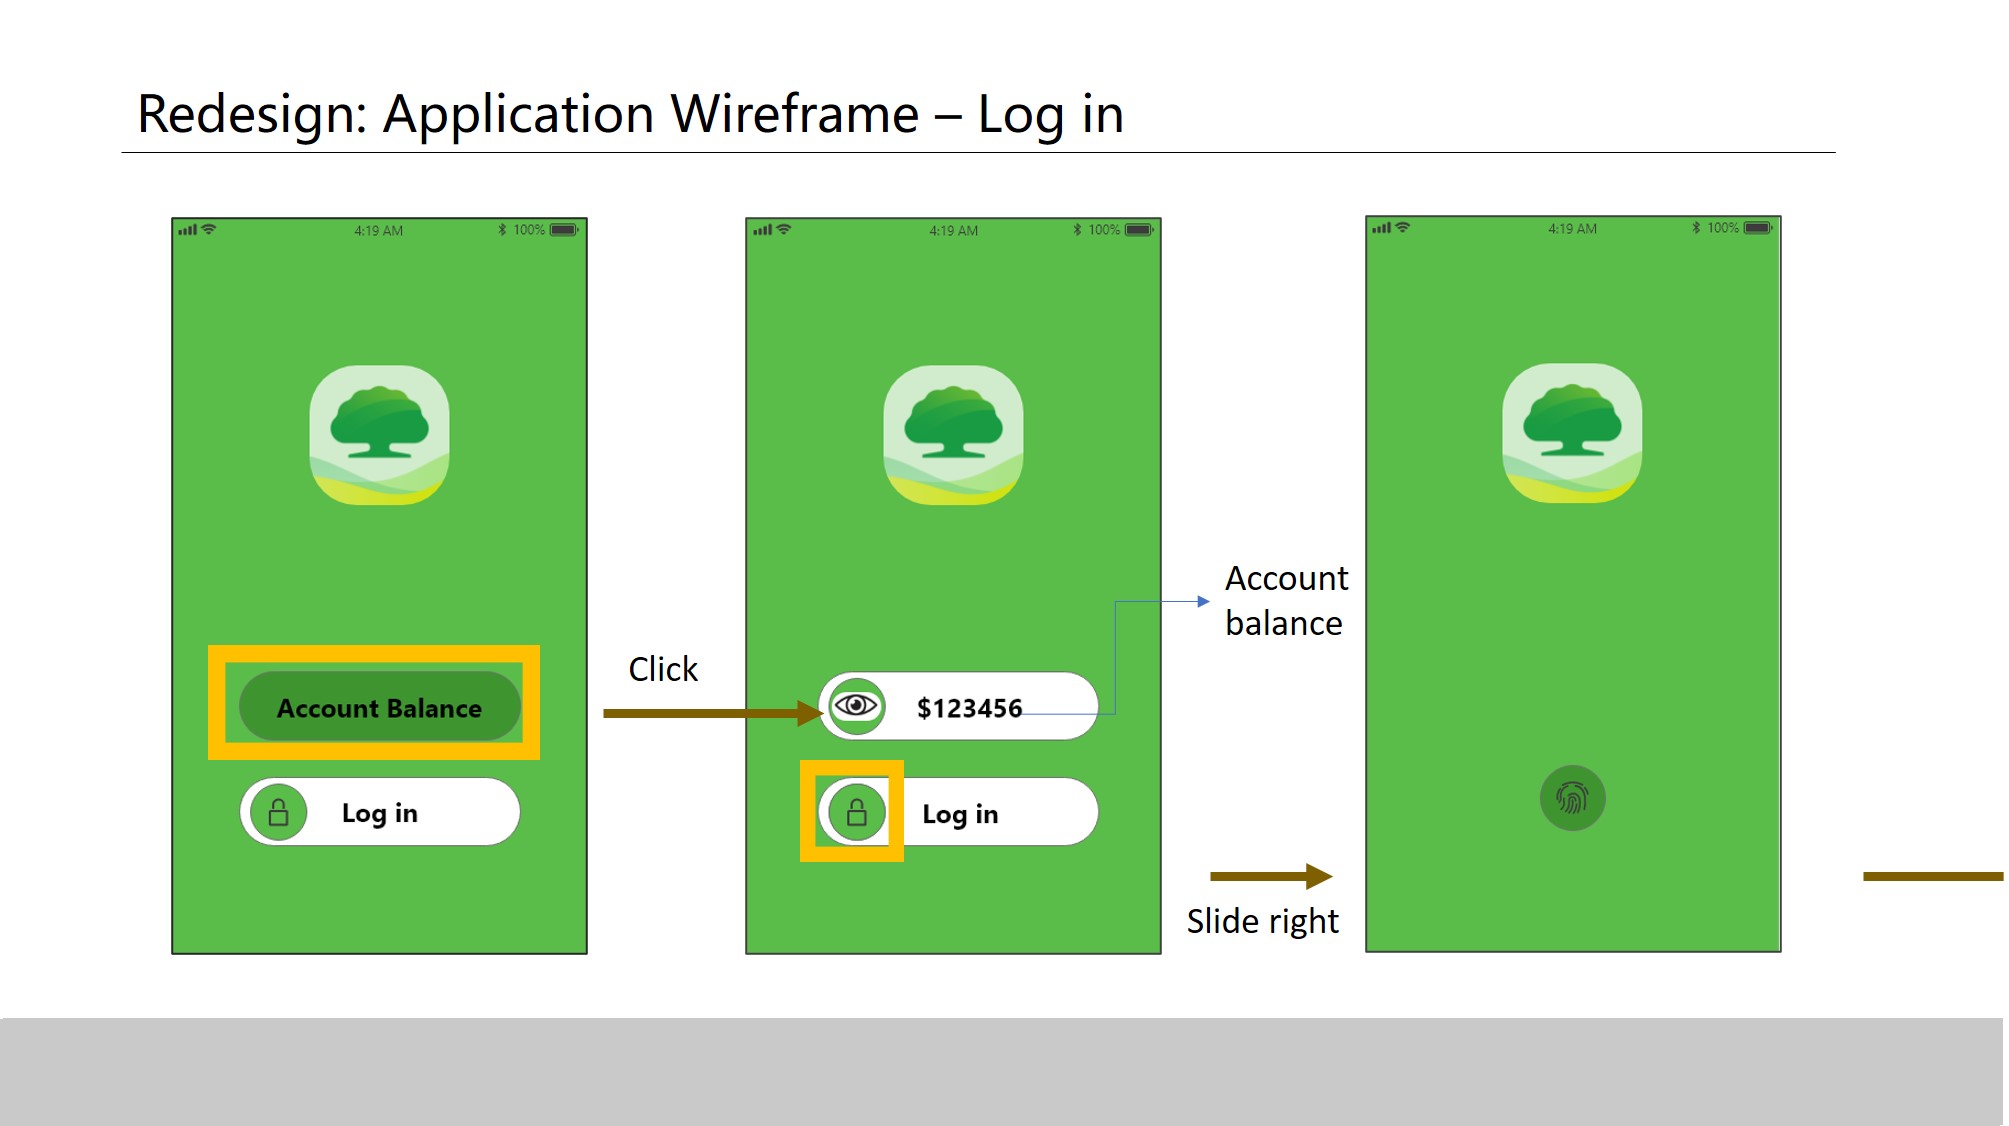 Redesign: Application Wireframe – Log in
4:19 AM
100%
Account Balance
Log in
Click
4:19 AM
100%
$123456
Log in
Account
balance
Slide right
4:19 AM
100%